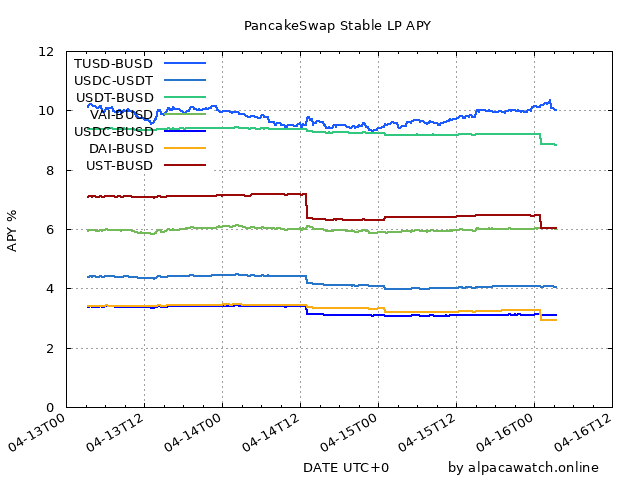 PancakeSwap Stable LP APY
12
10
8
6
4
2
0
APY %
TUSD-BUSD
USDC-USDT
USDT-BUSD
VAI-BUSD
USDC-BUSD
DAI-BUSD
UST-BUSD
04-13T00
04-13T12
04-14T00
04-14T12
04-15T00
04-15T12
04-16T00
04-16T12
DATE UTC+0
by alpacawatch.online